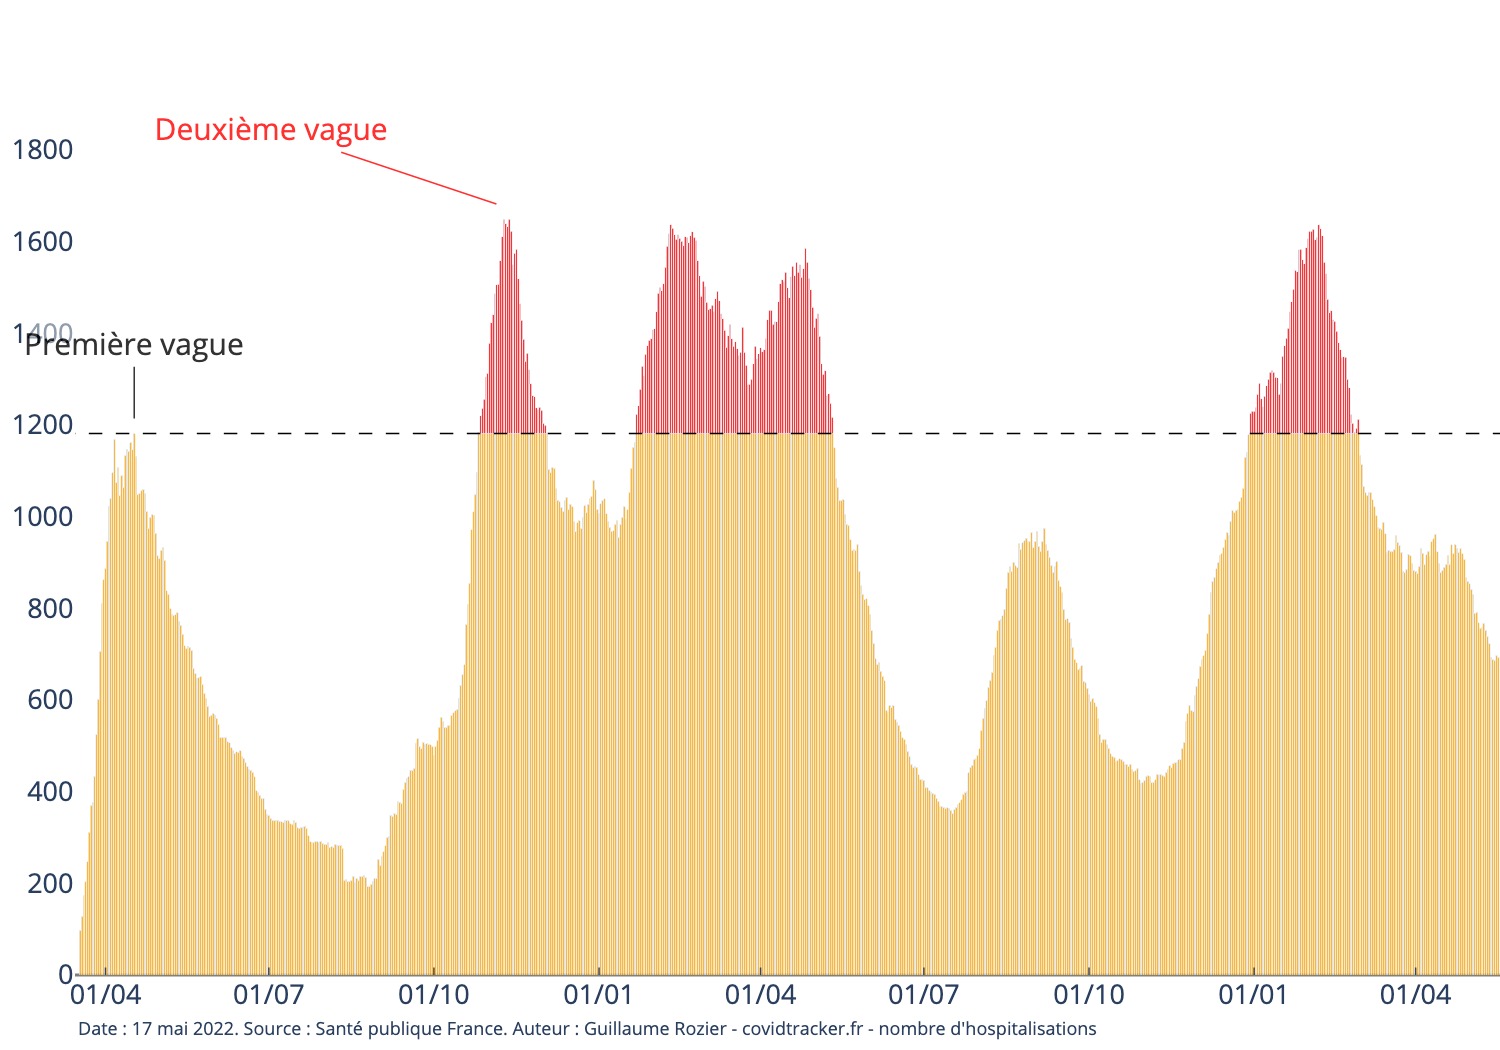 Deuxième vague
1800
1600
1400
Première vague
1200
1000
800
600
400
200
0
01/04 01/07 01/10 01/01 01/04 01/07 01/10 01/01 01/04
Date : 17 mai 2022. Source : Santé publique France. Auteur : Guillaume Rozier - covidtracker.fr - nombre d'hospitalisations